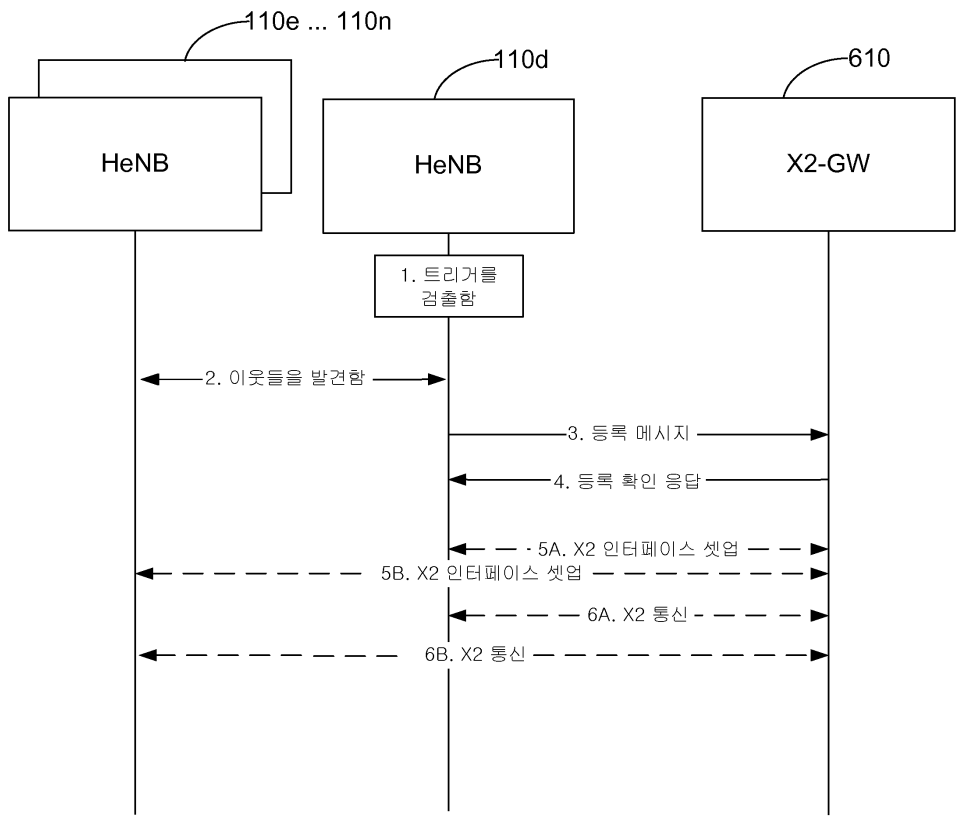 110e ... 110n
110d
610
HeNB
HeNB
X2-GW
1. 트리거를
검출함
2. 이웃들을 발견함
3. 등록 메시지
4. 등록 확인 응답
5A. X2 인터페이스 셋업
5B. X2 인터페이스 셋업
6A. X2 통신
6B. X2 통신